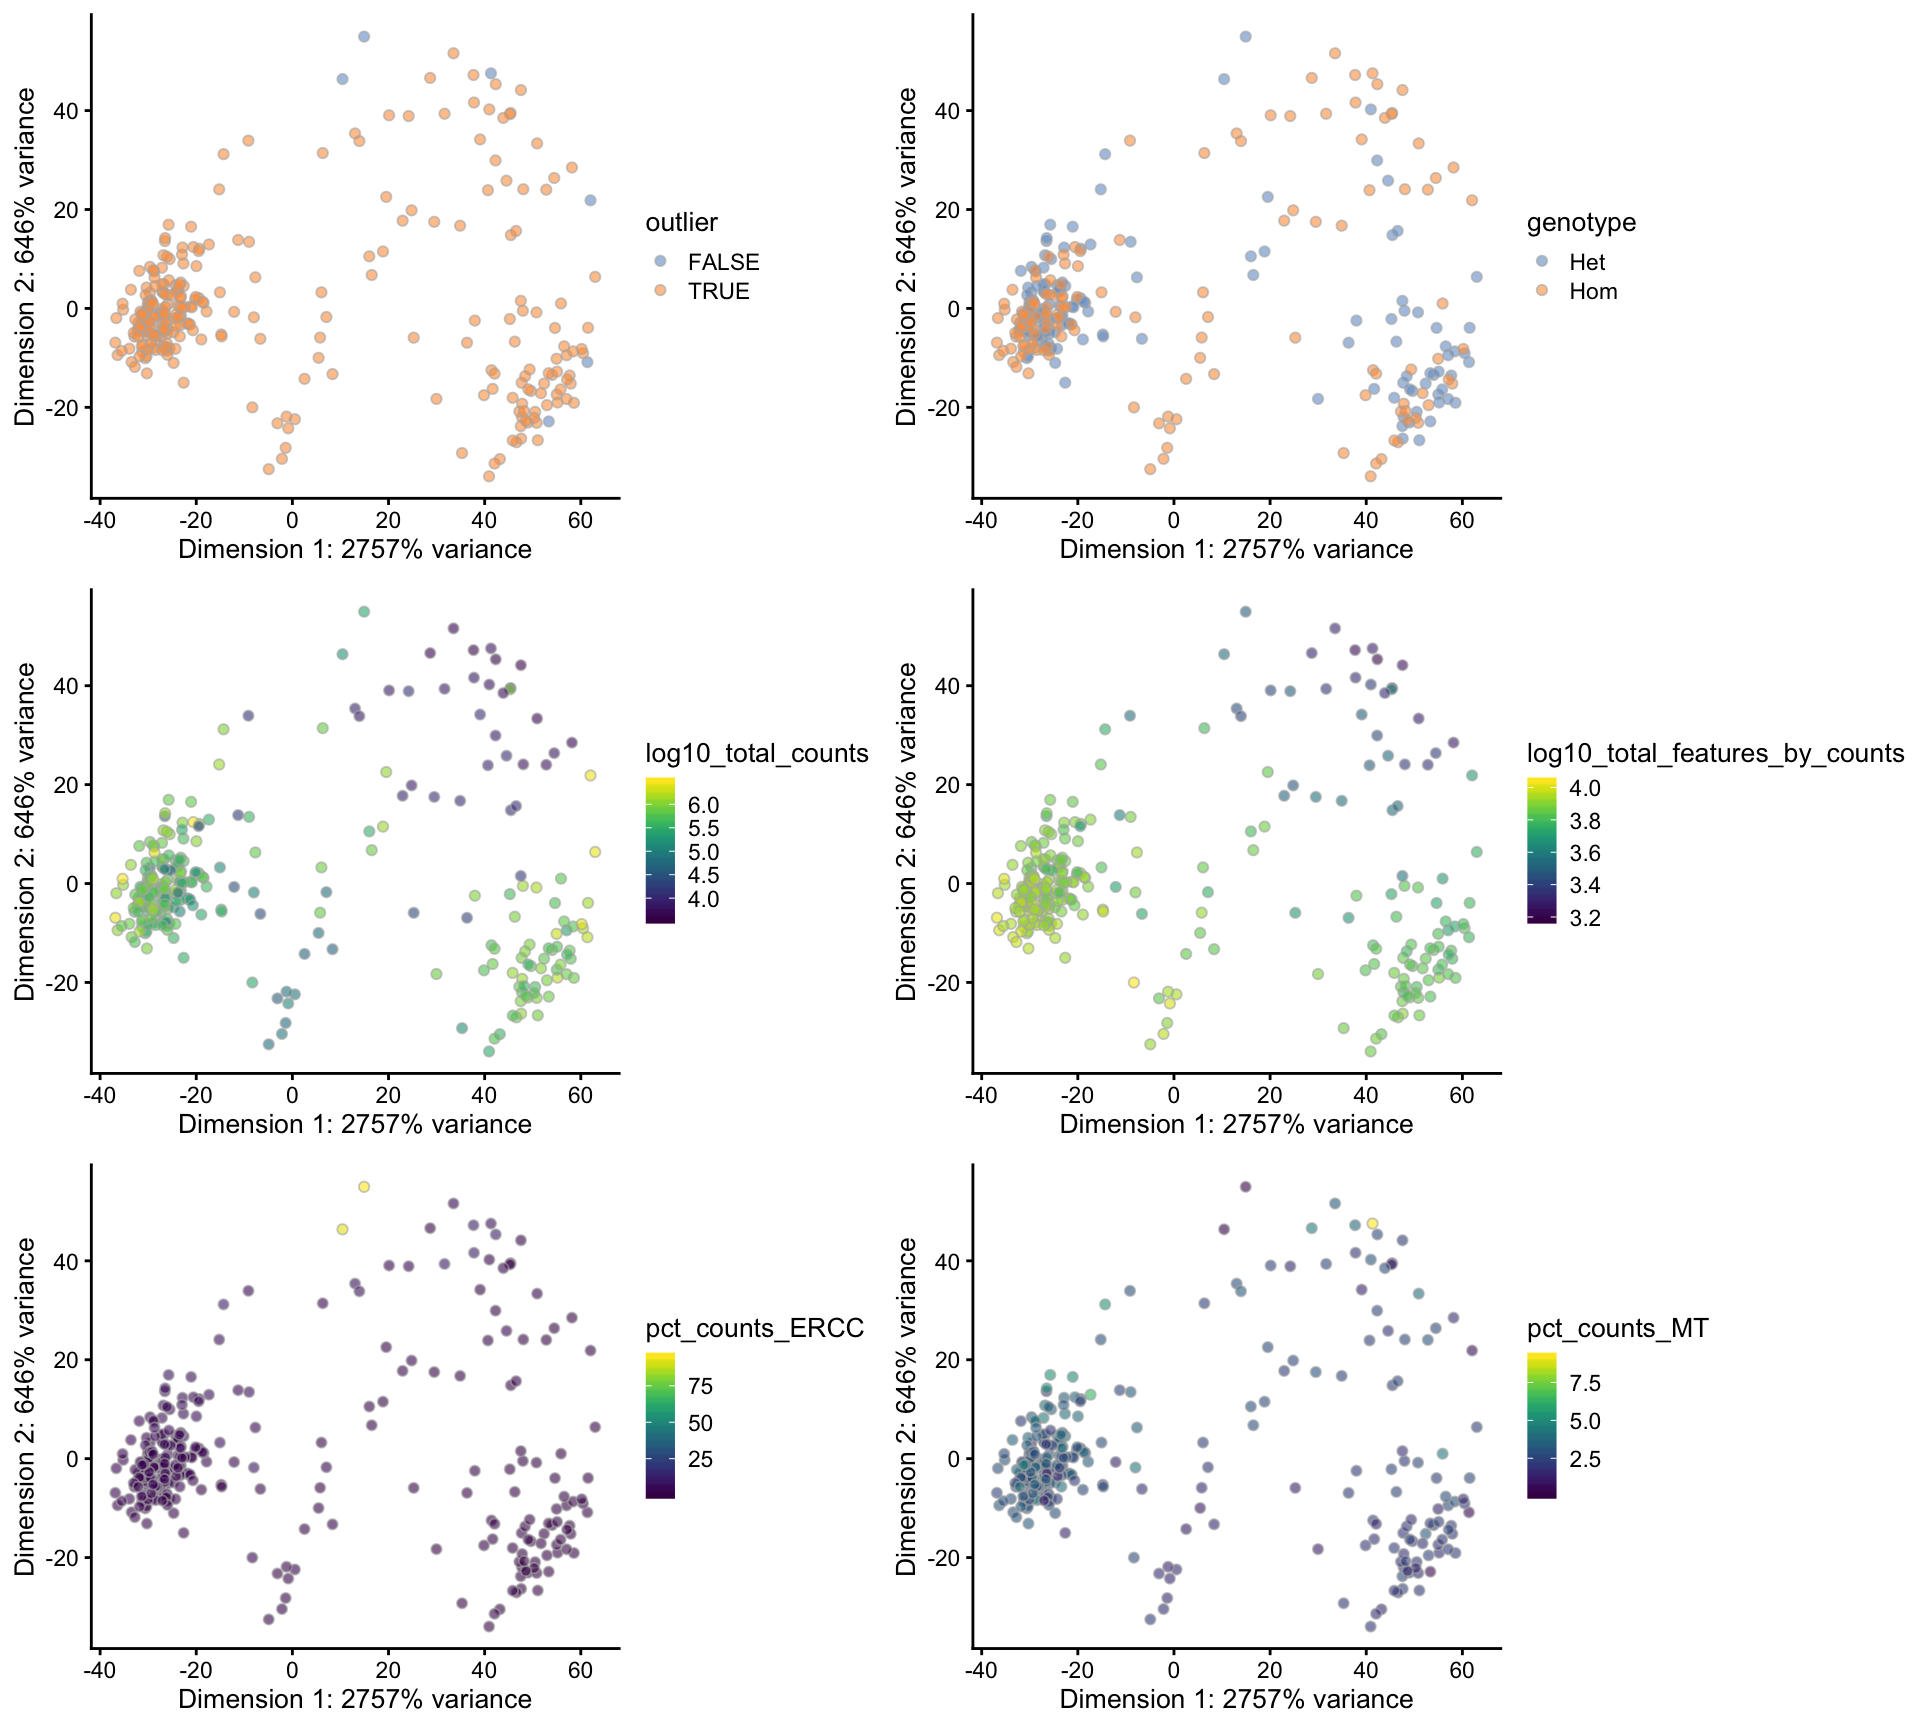 Dimension 2: 646% variance
40
20
0
-20
-40 -20 0 20 40 60
Dimension 1: 2757% variance
outlier
FALSE
TRUE
Dimension 2: 646% variance
40
20
0
-20
-40 -20 0 20 40 60
Dimension 1: 2757% variance
genotype
Het
Hom
Dimension 2: 646% variance
40
20
0
-20
-40 -20 0 20 40 60
Dimension 1: 2757% variance
log10_total_counts
6.0
5.5
5.0
4.5
4.0
Dimension 2: 646% variance
40
20
0
-20
-40 -20 0 20 40 60
Dimension 1: 2757% variance
log10_total_features_by_counts
4.0
3.8
3.6
3.4
3.2
Dimension 2: 646% variance
40
20
0
-20
-40 -20 0 20 40 60
Dimension 1: 2757% variance
pct_counts_ERCC
75
50
25
Dimension 2: 646% variance
40
20
0
-20
-40 -20 0 20 40 60
Dimension 1: 2757% variance
pct_counts_MT
7.5
5.0
2.5